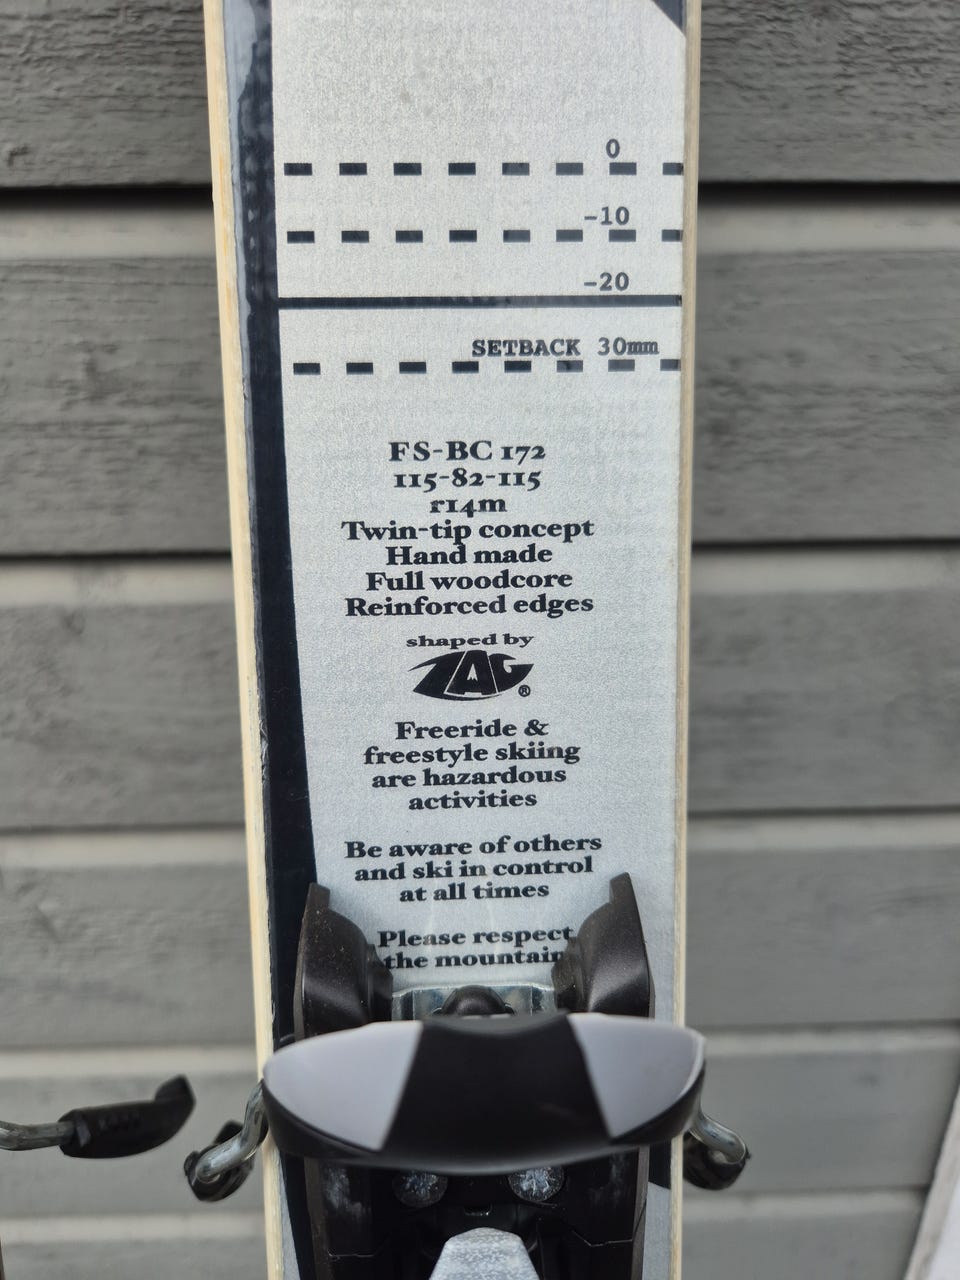 0
-10
-20
SETBACK 30mm
FS-BC 172
115-82-115
r14m
Twin-tip concept
Hand made
Full woodcore
Reinforced edges
shaped by
ZAG®
Freeride &
freestyle skiing
are hazardous
activities
Be aware of others
and ski in control
at all times
Please respect
the mountain